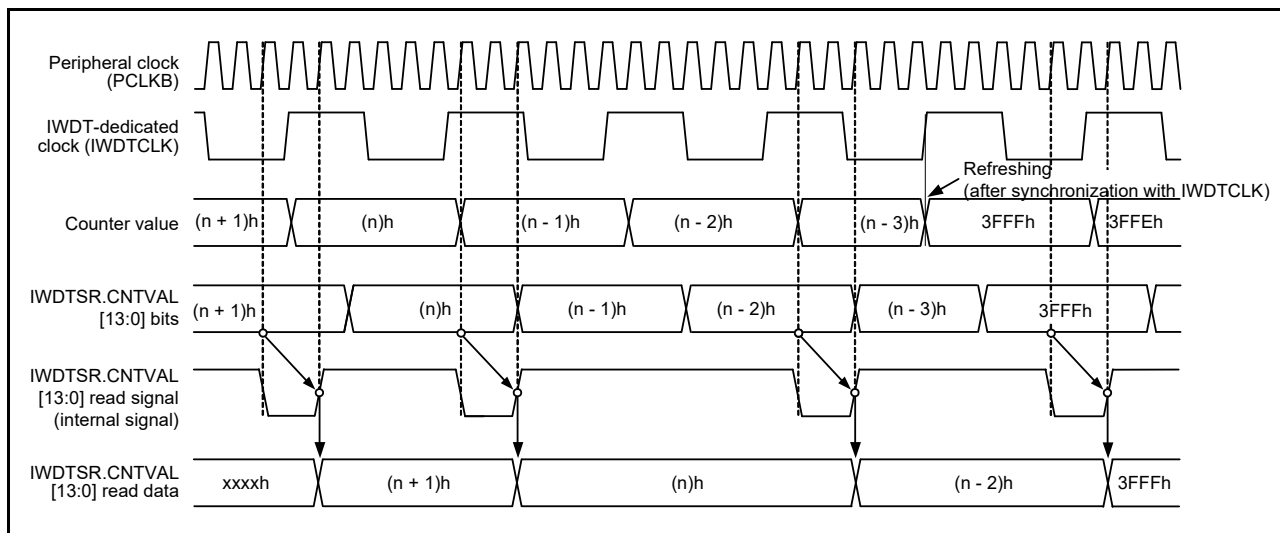 Peripheral clock
(PCLKB)
IWDT-dedicated
clock (IWDTCLK)
Refreshing
(after synchronization with IWDTCLK)
Counter value
(n + 1)h
(n)h
(n - 1)h
(n - 2)h
(n - 3)h
3FFFh
3FFEh
IWDTSR.CNTVAL
[13:0] bits
(n + 1)h
(n)h
(n - 1)h
(n - 2)h
(n - 3)h
3FFFh
IWDTSR.CNTVAL
[13:0] read signal
(internal signal)
IWDTSR.CNTVAL
[13:0] read data
xxxxh
(n + 1)h
(n)h
(n - 2)h
3FFFh